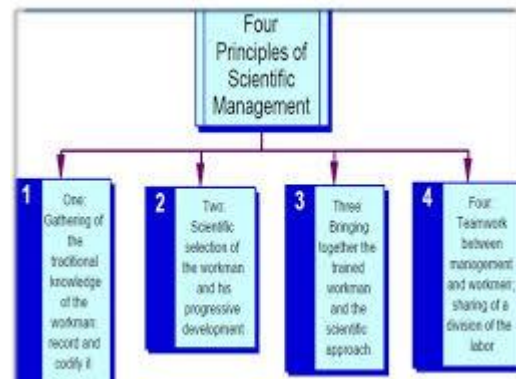 Four
Principles of
Scientific
Management
1
One:
Gathering of
the
traditional
knowledge
of the
workman:
record and
codify it
2
Two:
Scientific
selection of
the workman
and his
progressive
development
3
Three: Bringing
together the
trained
workman
and the
scientific
approach
4
Four:
Teamwork
between
management
and workmen;
sharing of a
division of the
labor